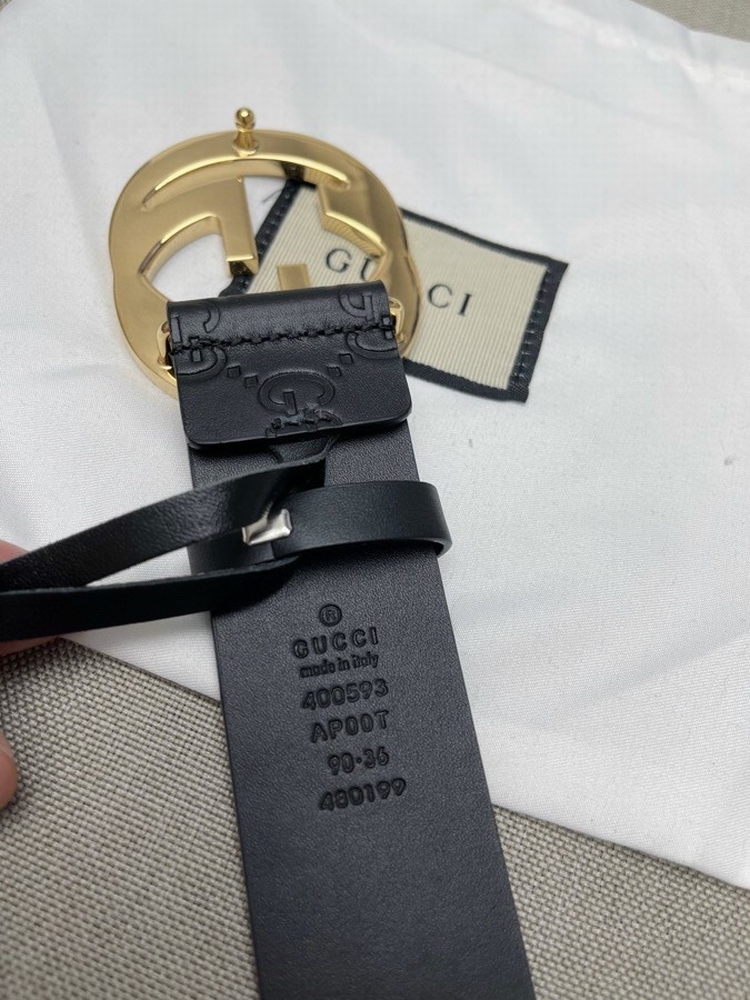 GUCCI
®
GUCCI
made in italy
400593
AP00T
90·36
480199